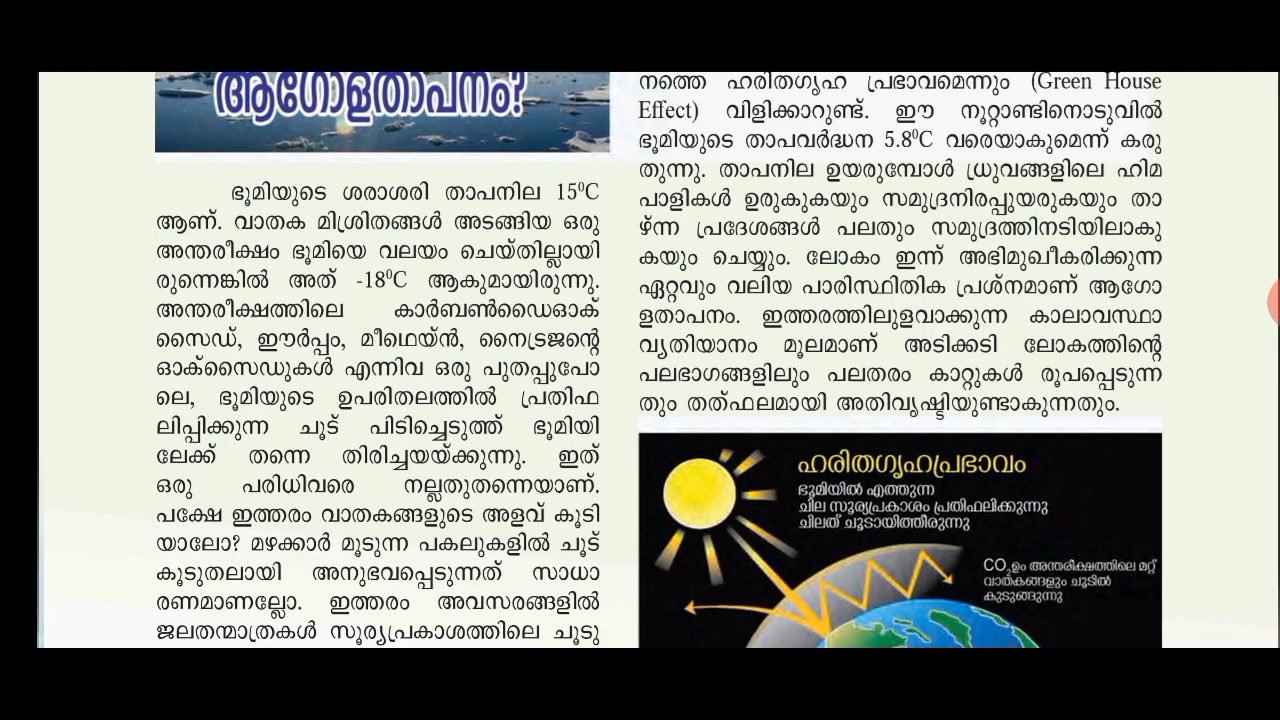 ആഗോളതാപനം?
ഭൂമിയുടെ ശരാശരി താപനില 15⁰C
ആണ്. വാതക മിശ്രിതങ്ങൾ അടങ്ങിയ ഒരു
അന്തരീക്ഷം ഭൂമിയെ വലയം ചെയ്തില്ലായി
രുന്നെങ്കിൽ അത് -18⁰C ആകുമായിരുന്നു.
അന്തരീക്ഷത്തിലെ കാർബൺഡൈഓക്
സൈഡ്, ഈർപ്പം, മീഥെയ്ൻ, നൈട്രജന്റെ
ഓക്സൈഡുകൾ എന്നിവ ഒരു പുതപ്പുപോ
ലെ, ഭൂമിയുടെ ഉപരിതലത്തിൽ പ്രതിഫ
ലിപ്പിക്കുന്ന ചൂട് പിടിച്ചെടുത്ത് ഭൂമിയി
ലേക്ക് തന്നെ തിരിച്ചയയ്ക്കുന്നു. ഇത്
ഒരു പരിധിവരെ നല്ലതുതന്നെയാണ്.
പക്ഷേ ഇത്തരം വാതകങ്ങളുടെ അളവ് കൂടി
യാലോ? മഴക്കാർ മൂടുന്ന പകലുകളിൽ ചൂട്
കൂടുതലായി അനുഭവപ്പെടുന്നത് സാധാ
രണമാണല്ലോ. ഇത്തരം അവസരങ്ങളിൽ
ജലതന്മാത്രകൾ സൂര്യപ്രകാശത്തിലെ ചൂടു
നത്തെ ഹരിതഗൃഹ പ്രഭാവമെന്നും (Green House
Effect) വിളിക്കാറുണ്ട്. ഈ നൂറ്റാണ്ടിനൊടുവിൽ
ഭൂമിയുടെ താപവർദ്ധന 5.8⁰C വരെയാകുമെന്ന് കരു
തുന്നു. താപനില ഉയരുമ്പോൾ ധ്രുവങ്ങളിലെ ഹിമ
പാളികൾ ഉരുകുകയും സമുദ്രനിരപ്പുയരുകയും താ
ഴ്ന്ന പ്രദേശങ്ങൾ പലതും സമുദ്രത്തിനടിയിലാകു
കയും ചെയ്യും. ലോകം ഇന്ന് അഭിമുഖീകരിക്കുന്ന
ഏറ്റവും വലിയ പാരിസ്ഥിതിക പ്രശ്നമാണ് ആഗോ
ളതാപനം. ഇത്തരത്തിലുളവാക്കുന്ന കാലാവസ്ഥാ
വ്യതിയാനം മൂലമാണ് അടിക്കടി ലോകത്തിന്റെ
പലഭാഗങ്ങളിലും പലതരം കാറ്റുകൾ രൂപപ്പെടുന്ന
തും തത്ഫലമായി അതിവൃഷ്ടിയുണ്ടാകുന്നതും.
ഹരിതഗൃഹപ്രഭാവം
ഭൂമിയിൽ എത്തുന്ന
ചില സൂര്യപ്രകാശം പ്രതിഫലിക്കുന്നു
ചിലത് ചൂടായിത്തീരുന്നു
CO₂ഉം അന്തരീക്ഷത്തിലെ മറ്റ്
വാതകങ്ങളും ചൂടിൽ
കുടുങ്ങുന്നു